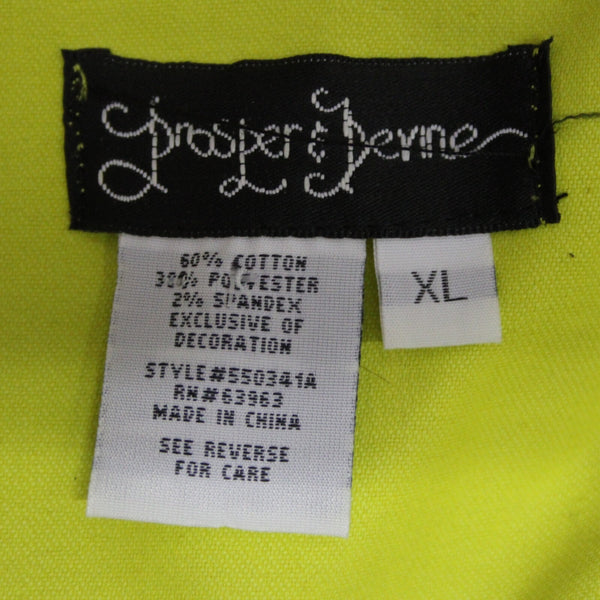 Prosper & Devine
60% COTTON
38% POLYESTER
2% SPANDEX
EXCLUSIVE OF
DECORATION
STYLE#550341A
RN#63963
MADE IN CHINA
SEE REVERSE
FOR CARE
XL